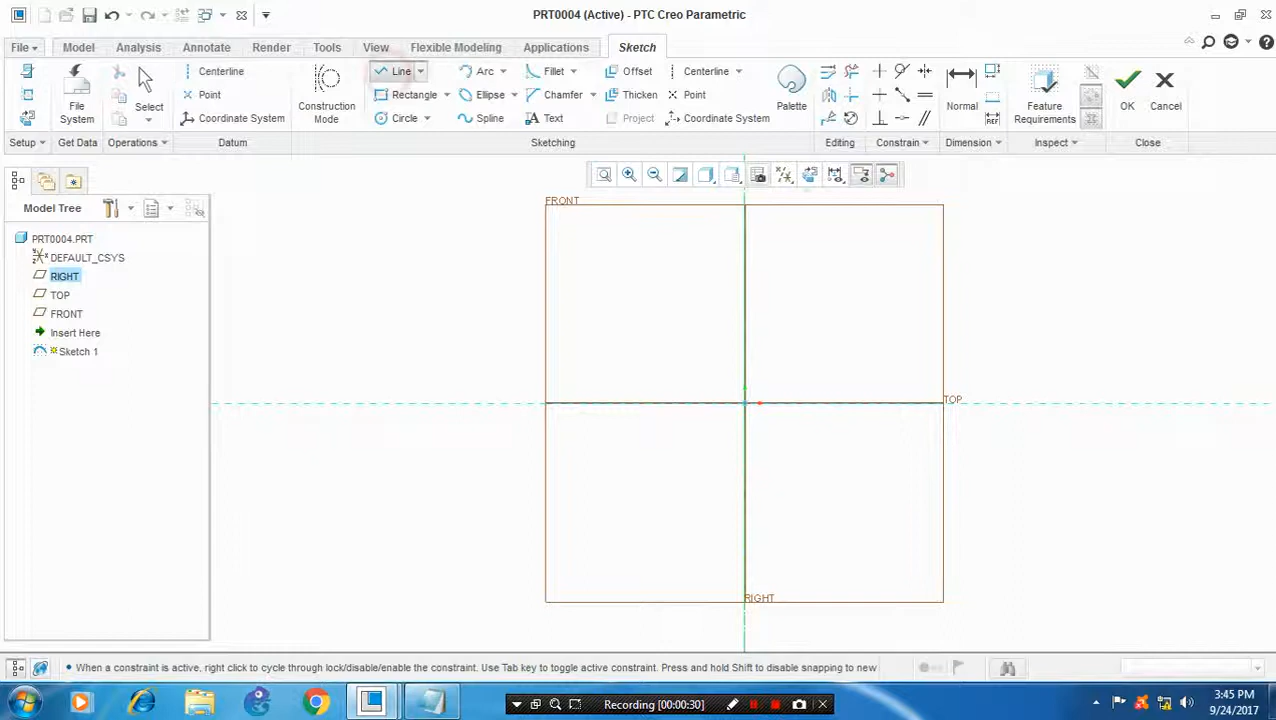 PRT0004 (Active) - PTC Creo Parametric
File Model Analysis Annotate Render Tools View Flexible Modeling Applications Sketch
Centerline Line Arc Fillet Offset Centerline
Point Rectangle Ellipse Chamfer Thicken Point
File System Select Coordinate System Construction Mode Circle Spline Text Project Coordinate System Palette Normal Feature Requirements OK Cancel
Setup Get Data Operations Datum Sketching Editing Constrain Dimension Inspect Close
Model Tree
PRT0004.PRT
DEFAULT_CSYS
RIGHT
TOP
FRONT
Insert Here
Sketch 1
FRONT
TOP
RIGHT
When a constraint is active, right click to cycle through lock/disable/enable the constraint. Use Tab key to toggle active constraint. Press and hold Shift to disable snapping to new
Recording [00:00:30]
3:45 PM
9/24/2017